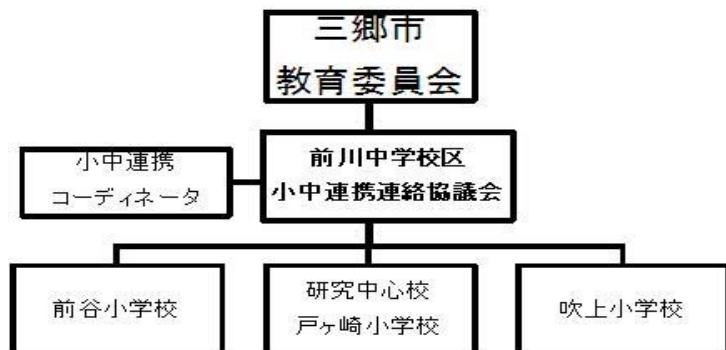 三郷市
教育委員会
小中連携
コーディネータ
前川中学校区
小中連携連絡協議会
前谷小学校
研究中心校
戸ヶ崎小学校
吹上小学校